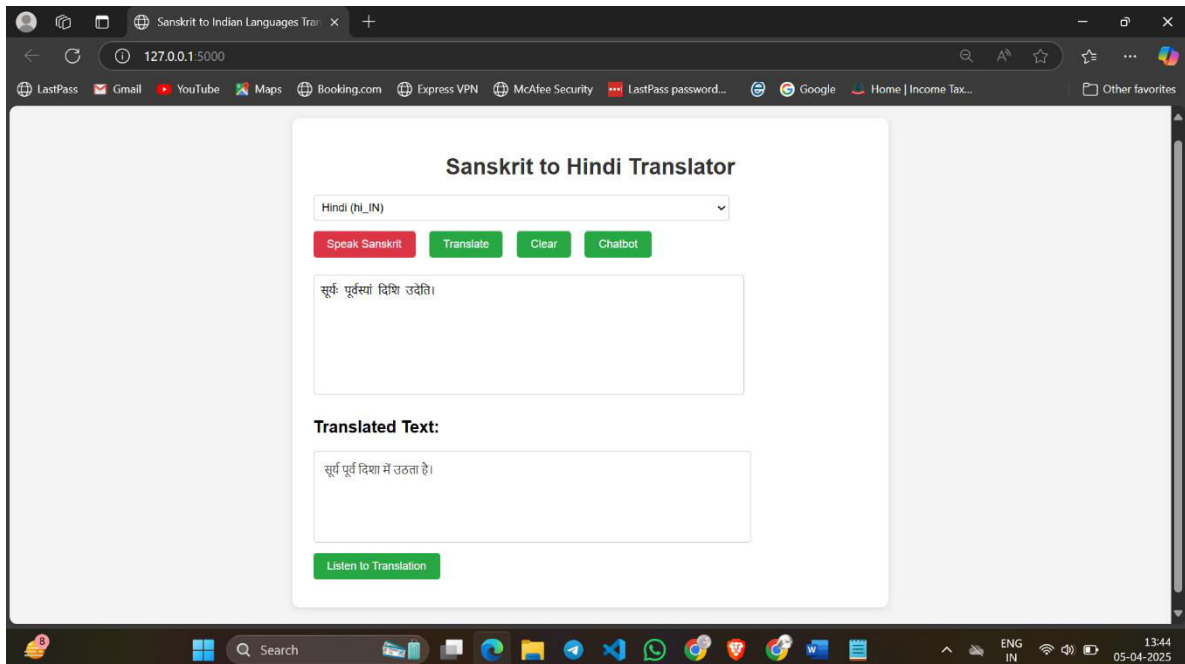 Sanskrit to Indian Languages Tran
127.0.0.1:5000
LastPass Gmail YouTube Maps Booking.com Express VPN McAfee Security LastPass password... Google Home | Income Tax... Other favorites
Sanskrit to Hindi Translator
Hindi (hi_IN)
Speak Sanskrit Translate Clear Chatbot
सूर्यः पूर्वस्यां दिशि उदेति।
Translated Text:
सूर्य पूर्व दिशा में उठता है।
Listen to Translation
8 Search ENG 13:44
IN 05-04-2025